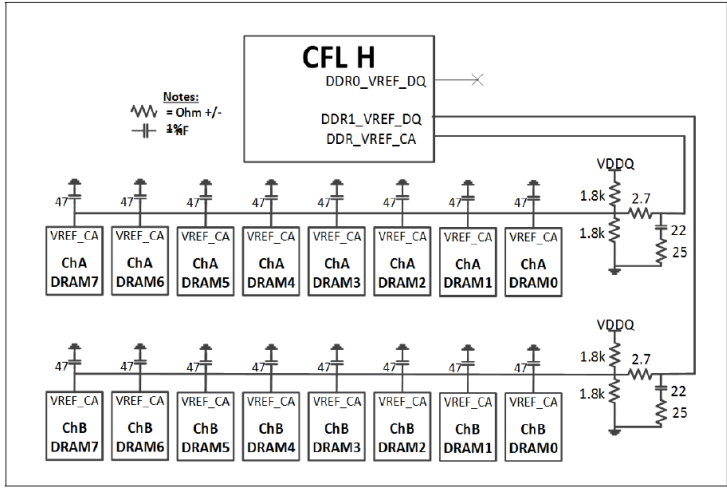 CFL H
DDR0_VREF_DQ
DDR1_VREF_DQ
DDR_VREF_CA
Notes:
= Ohm +/-
1%
VDDQ
1.8k
2.7
1.8k
22
25
47 47 47 47 47 47 47 47
VREF_CA VREF_CA VREF_CA VREF_CA VREF_CA VREF_CA VREF_CA VREF_CA
ChA ChA ChA ChA ChA ChA ChA ChA
DRAM7 DRAM6 DRAM5 DRAM4 DRAM3 DRAM2 DRAM1 DRAM0
VDDQ
1.8k
2.7
1.8k
22
25
47 47 47 47 47 47 47 47
VREF_CA VREF_CA VREF_CA VREF_CA VREF_CA VREF_CA VREF_CA VREF_CA
ChB ChB ChB ChB ChB ChB ChB ChB
DRAM7 DRAM6 DRAM5 DRAM4 DRAM3 DRAM2 DRAM1 DRAM0